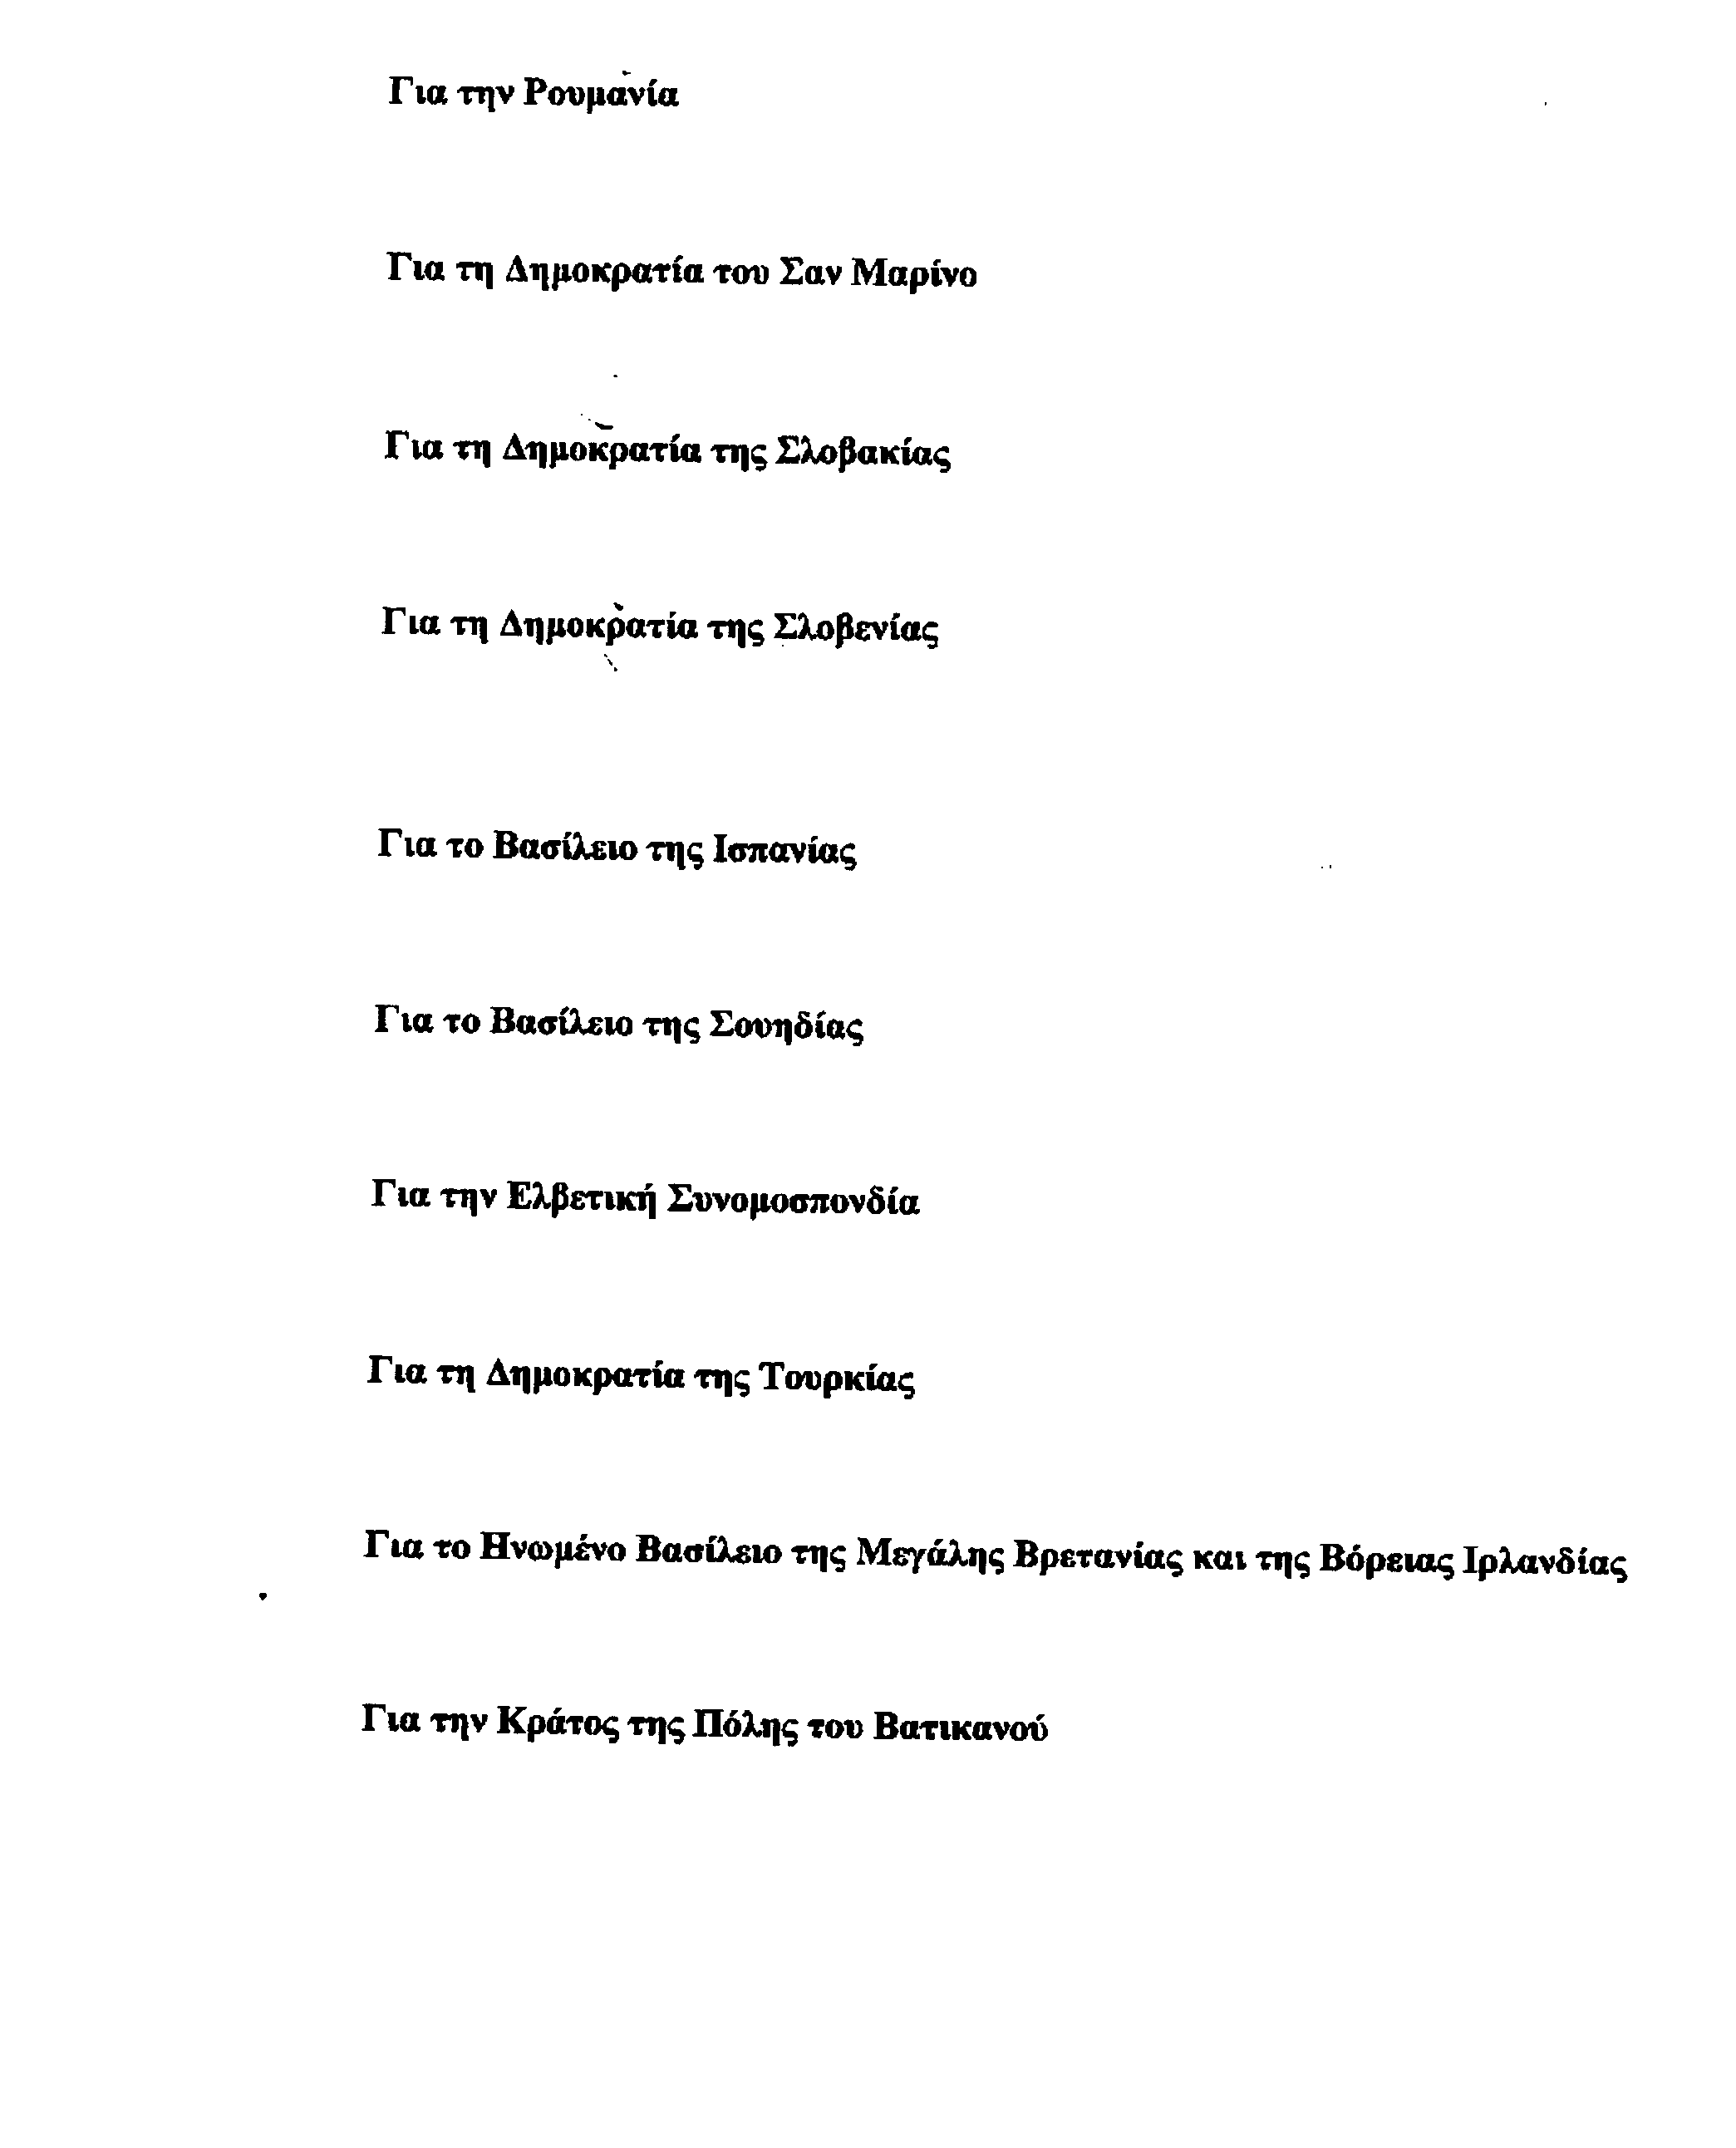 Για την Ρουμανία
Για τη Δημοκρατία του Σαν Μαρίνο
Για τη Δημοκρατία της Σλοβακίας
Για τη Δημοκρατία της Σλοβενίας
Για το Βασίλειο της Ισπανίας
Για το Βασίλειο της Σουηδίας
Για την Ελβετική Συνομοσπονδία
Για τη Δημοκρατία της Τουρκίας
Για το Ηνωμένο Βασίλειο της Μεγάλης Βρετανίας και της Βόρειας Ιρλανδίας
Για την Κράτος της Πόλης του Βατικανού